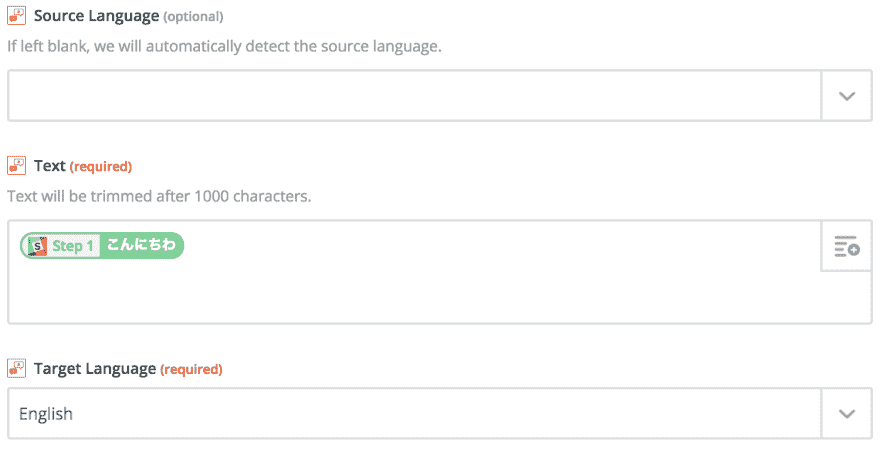 Source Language (optional)
If left blank, we will automatically detect the source language.
Text (required)
Text will be trimmed after 1000 characters.
S Step 1 こんにちわ
Target Language (required)
English